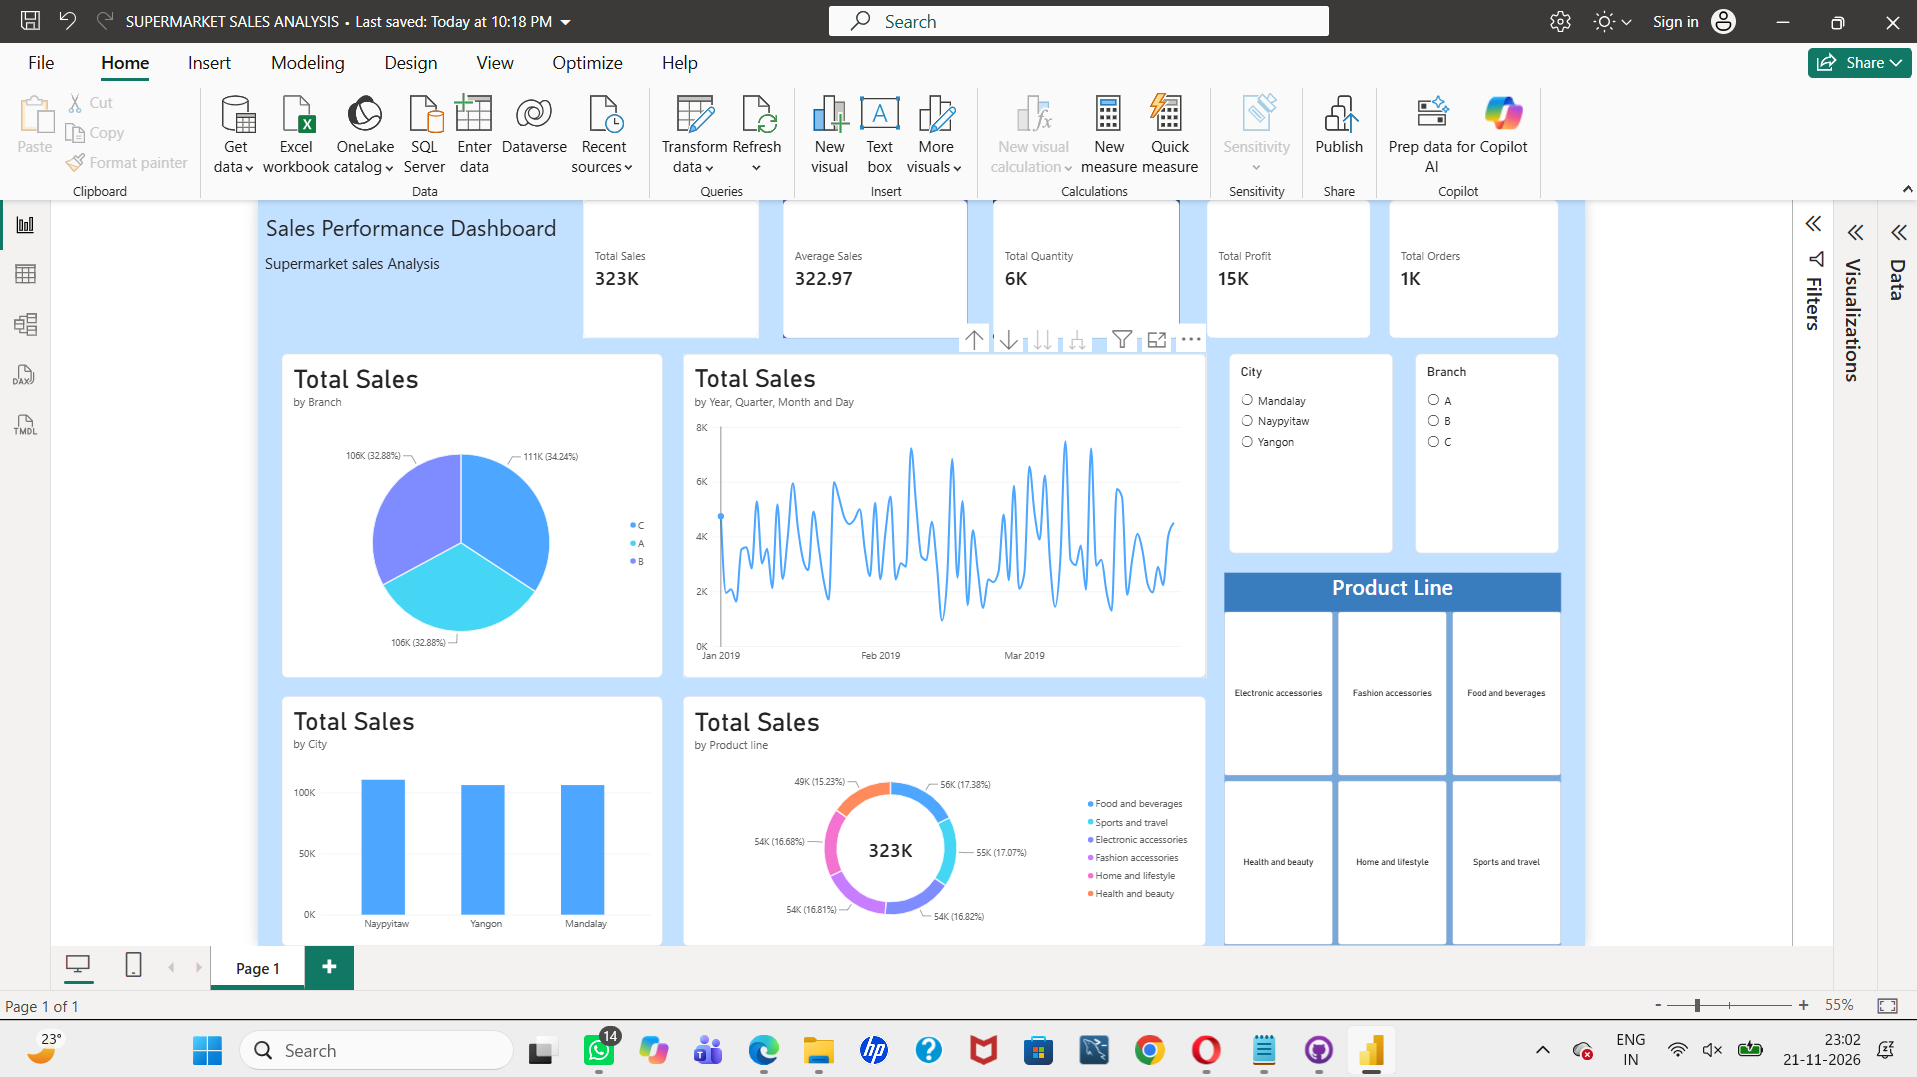 SUPERMARKET SALES ANALYSIS • Last saved: Today at 10:18 PM
Search
Sign in
File
Home
Insert
Modeling
Design
View
Optimize
Help
Share
Paste
Cut
Copy
Format painter
Clipboard
Get data
Excel workbook
OneLake catalog
SQL Server
Enter data
Dataverse
Recent sources
Data
Transform data
Refresh
Queries
New visual
Text box
More visuals
Insert
New visual calculation
New measure
Quick measure
Calculations
Sensitivity
Sensitivity
Publish
Share
Prep data for AI
Copilot
Copilot
DAX
TMDL
Sales Performance Dashboard
Supermarket sales Analysis
Total Sales
323K
Average Sales
322.97
Total Quantity
6K
Total Profit
15K
Total Orders
1K
Filters
Visualizations
Data
Total Sales
by Branch
106K (32.88%)
111K (34.24%)
106K (32.88%)
C
A
B
Total Sales
by Year, Quarter, Month and Day
8K
6K
4K
2K
0K
Jan 2019
Feb 2019
Mar 2019
City
Mandalay
Naypyitaw
Yangon
Branch
A
B
C
Product Line
Electronic accessories
Fashion accessories
Food and beverages
Health and beauty
Home and lifestyle
Sports and travel
Total Sales
by City
100K
50K
0K
Naypyitaw
Yangon
Mandalay
Total Sales
by Product line
49K (15.23%)
56K (17.38%)
54K (16.68%)
323K
55K (17.07%)
54K (16.81%)
54K (16.82%)
Food and beverages
Sports and travel
Electronic accessories
Fashion accessories
Home and lifestyle
Health and beauty
Page 1
+
Page 1 of 1
- + 55%
23°
Search
14
hp
ENG
IN
23:02
21-11-2026